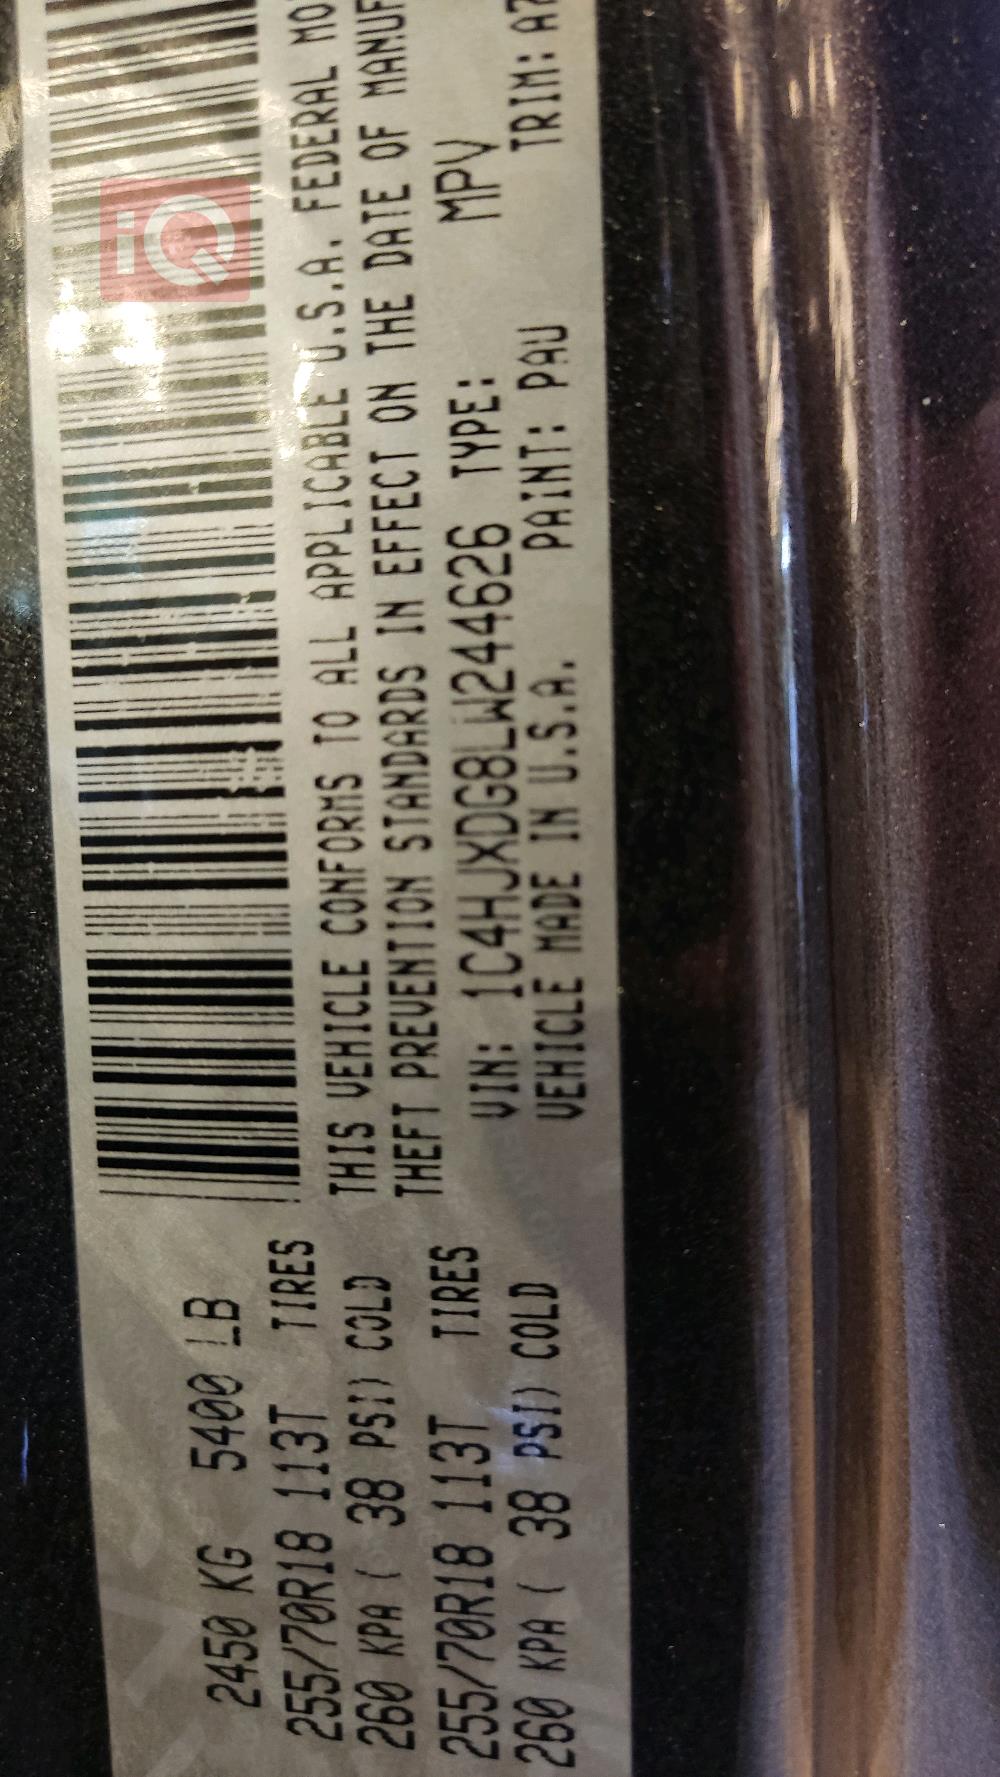 iQ
2450 KG 5400 LB
255/70R18 113T TIRES
260 KPA ( 38 PSI) COLD
255/70R18 113T TIRES
260 KPA ( 38 PSI) COLD
THIS VEHICLE CONFORMS TO ALL APPLICABLE U.S.A. FEDERAL MO
THEFT PREVENTION STANDARDS IN EFFECT ON THE DATE OF MANUF
VIN: 1C4HJXDG8LW244626 TYPE: MPV
VEHICLE MADE IN U.S.A. PAINT: PAU TRIM: A7